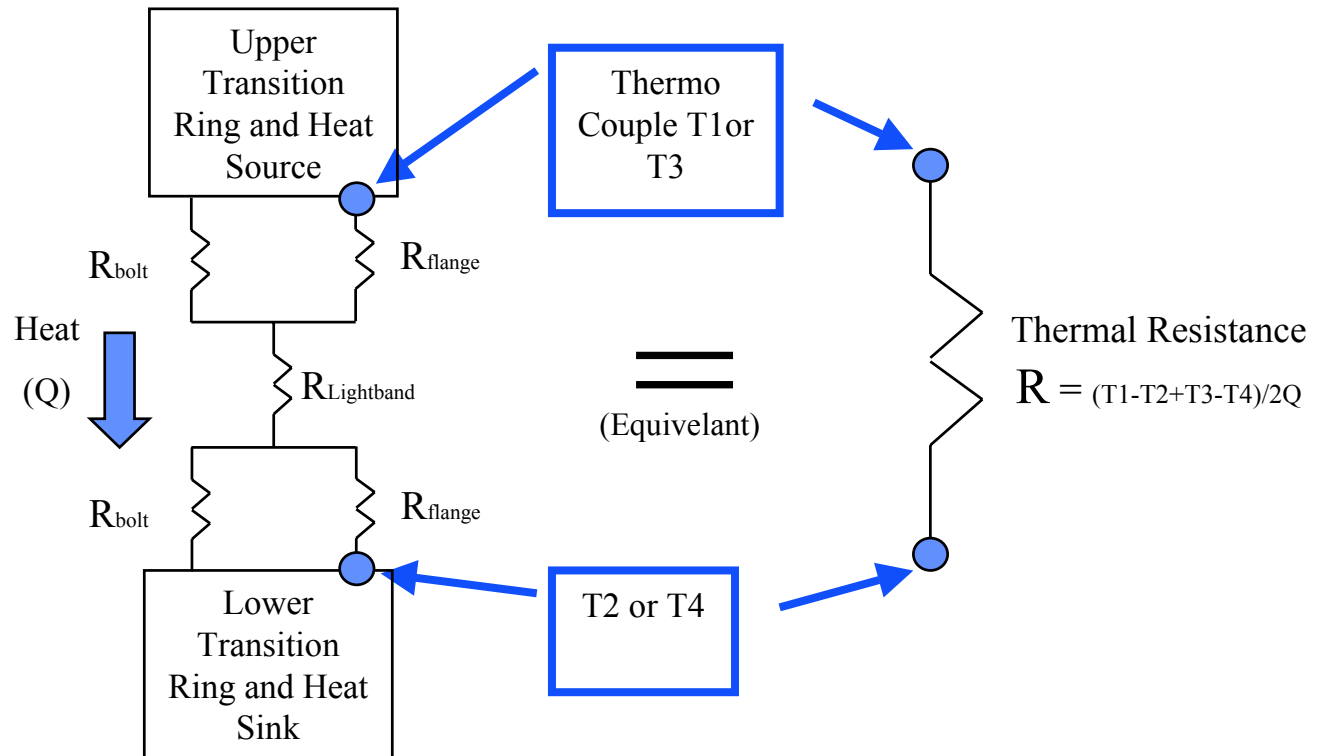 Upper
Transition
Ring and Heat
Source
Thermo
Couple T1or
T3
Rbolt
Rflange
Heat
(Q)
RLightband
(Equivelant)
Thermal Resistance
R = (T1-T2+T3-T4)/2Q
Rbolt
Rflange
Lower
Transition
Ring and Heat
Sink
T2 or T4